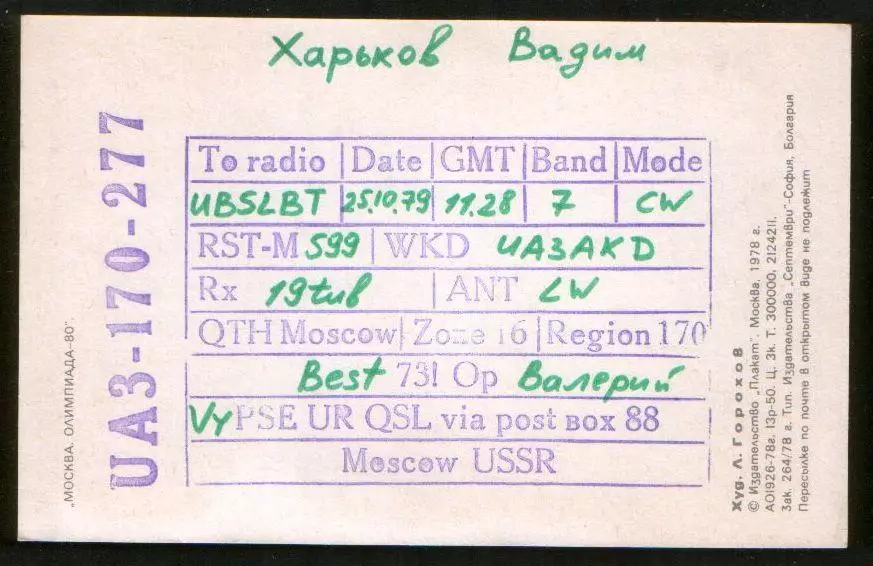 Харьков Вадим
UA3-170-277
To radio Date GMT Band Mode
UB5LBT 25.10.79 11.28 7 CW
RST-M 599 WKD UA3AKD
Rx 19tub ANT LW
QTH Moscow Zone 16 Region 170
Best 73! Op Валерий
Vy PSE UR QSL via post box 88
Moscow USSR
„МОСКВА. ОЛИМПИАДА–80".
Худ. Л. ГОРОХОВ
© Издательство „Плакат". Москва, 1978 г.
А01926-78г. 13р-50. Ц. 3к. Т. 300000, 2124211.
Зак. 264/78 г. Тип. Издательства „Септември"-София, Болгария
Пересылке по почте в открытом виде не подлежит